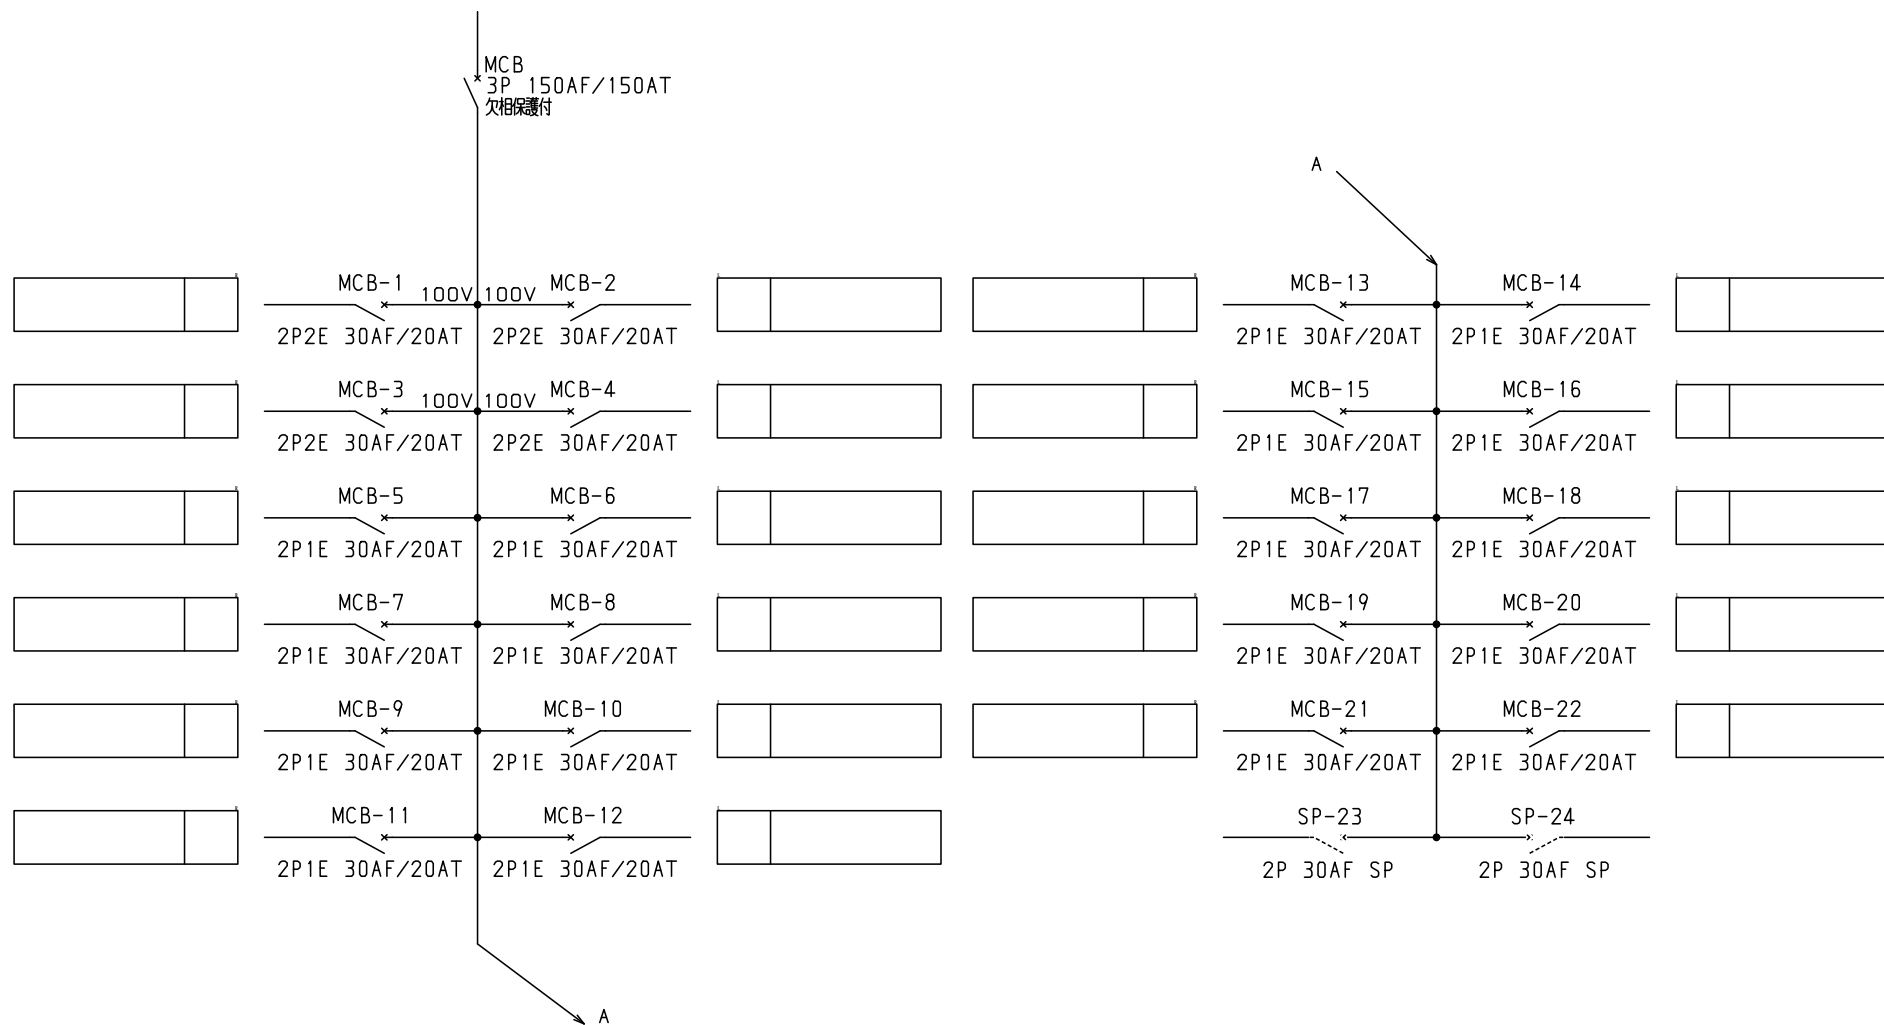 MCB
3P 150AF/150AT
欠相保護付
A
MCB-1 100V 100V MCB-2
2P2E 30AF/20AT 2P2E 30AF/20AT
MCB-13 MCB-14
2P1E 30AF/20AT 2P1E 30AF/20AT
MCB-3 100V 100V MCB-4
2P2E 30AF/20AT 2P2E 30AF/20AT
MCB-15 MCB-16
2P1E 30AF/20AT 2P1E 30AF/20AT
MCB-5 MCB-6
2P1E 30AF/20AT 2P1E 30AF/20AT
MCB-17 MCB-18
2P1E 30AF/20AT 2P1E 30AF/20AT
MCB-7 MCB-8
2P1E 30AF/20AT 2P1E 30AF/20AT
MCB-19 MCB-20
2P1E 30AF/20AT 2P1E 30AF/20AT
MCB-9 MCB-10
2P1E 30AF/20AT 2P1E 30AF/20AT
MCB-21 MCB-22
2P1E 30AF/20AT 2P1E 30AF/20AT
MCB-11 MCB-12
2P1E 30AF/20AT 2P1E 30AF/20AT
SP-23 SP-24
2P 30AF SP 2P 30AF SP
A